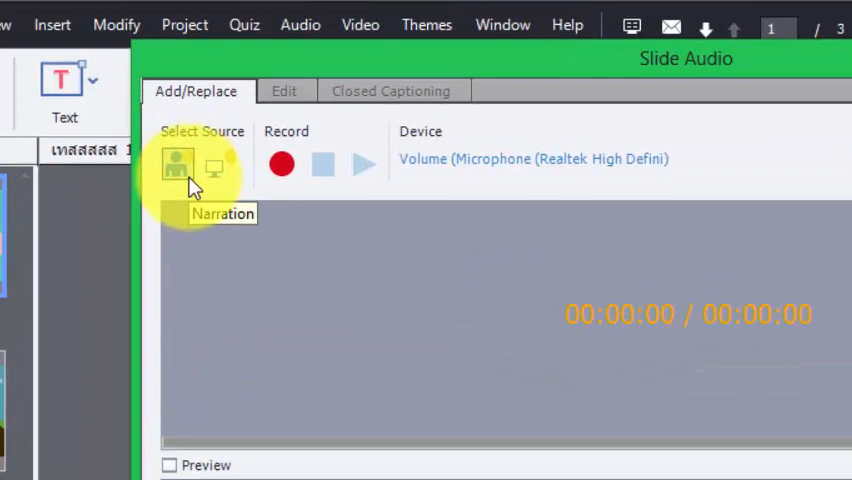 w Insert Modify Project Quiz Audio Video Themes Window Help 1 / 3
Slide Audio
T
Text
Add/Replace Edit Closed Captioning
เทสสสสส 1
Select Source Record Device
Volume (Microphone (Realtek High Defini)
Narration
00:00:00 / 00:00:00
Preview